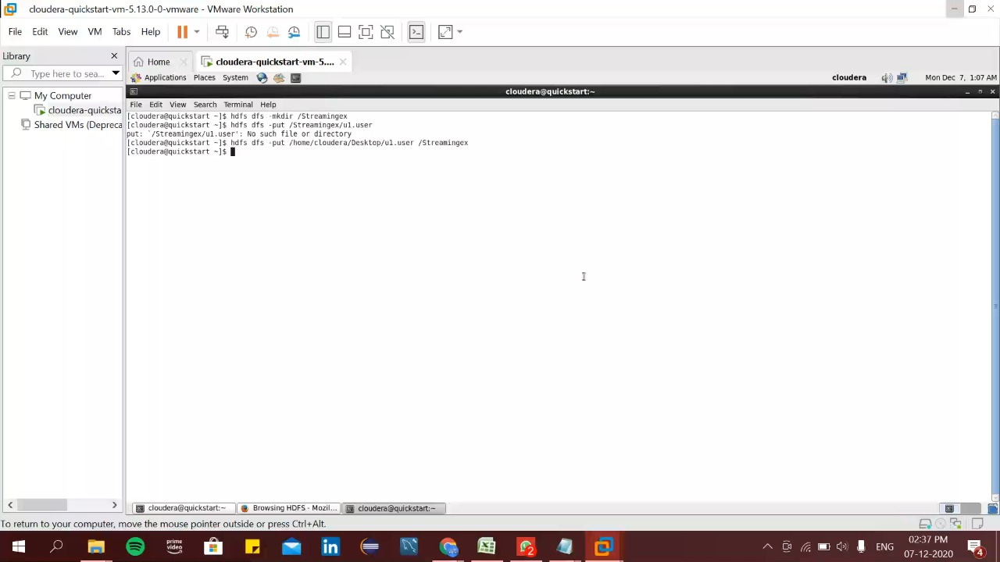 cloudera-quickstart-vm-5.13.0-0-vmware - VMware Workstation
File Edit View VM Tabs Help
Library
Type here to sea...
My Computer
cloudera-quicksta
Shared VMs (Depreca
Home
cloudera-quickstart-vm-5....
Applications Places System
cloudera
Mon Dec 7, 1:07 AM
cloudera@quickstart:~
File Edit View Search Terminal Help
[cloudera@quickstart ~]$ hdfs dfs -mkdir /Streamingex
[cloudera@quickstart ~]$ hdfs dfs -put /Streamingex/u1.user
put: `/Streamingex/u1.user': No such file or directory
[cloudera@quickstart ~]$ hdfs dfs -put /home/cloudera/Desktop/u1.user /Streamingex
[cloudera@quickstart ~]$
cloudera@quickstart:~
Browsing HDFS - Mozil...
cloudera@quickstart:~
To return to your computer, move the mouse pointer outside or press Ctrl+Alt.
prime
video
2
ENG
02:37 PM
07-12-2020
4